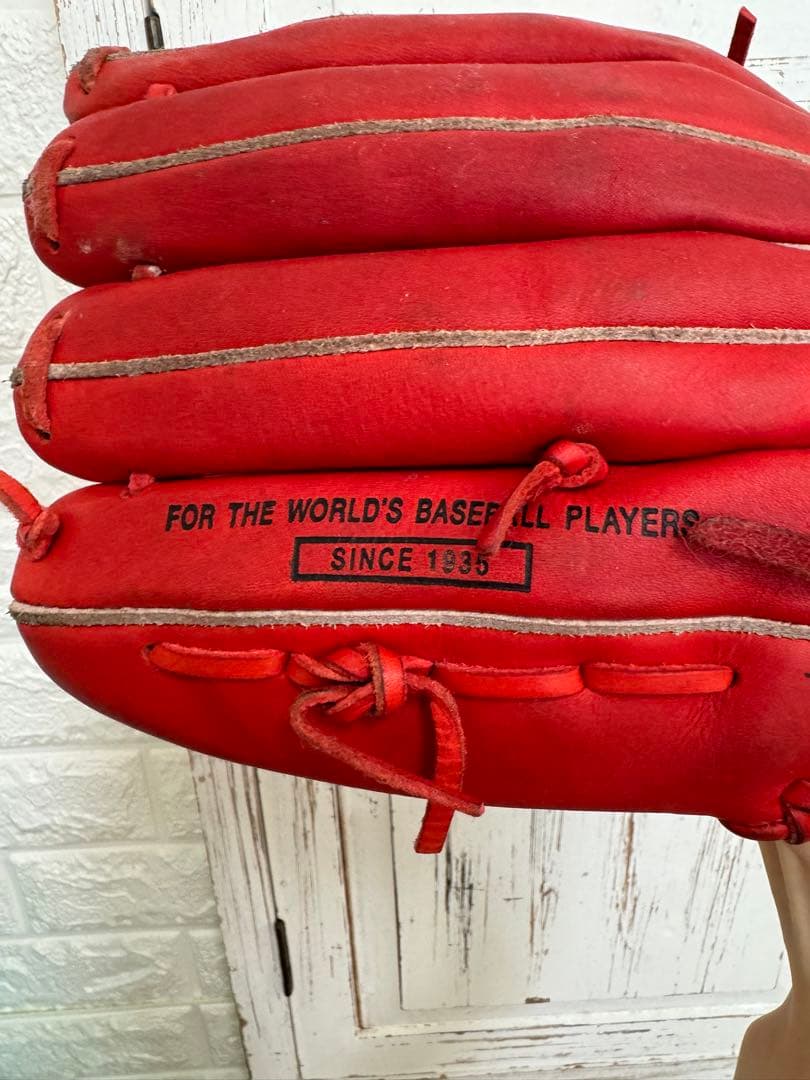 FOR THE WORLD'S BASEBALL PLAYERS
SINCE 1935